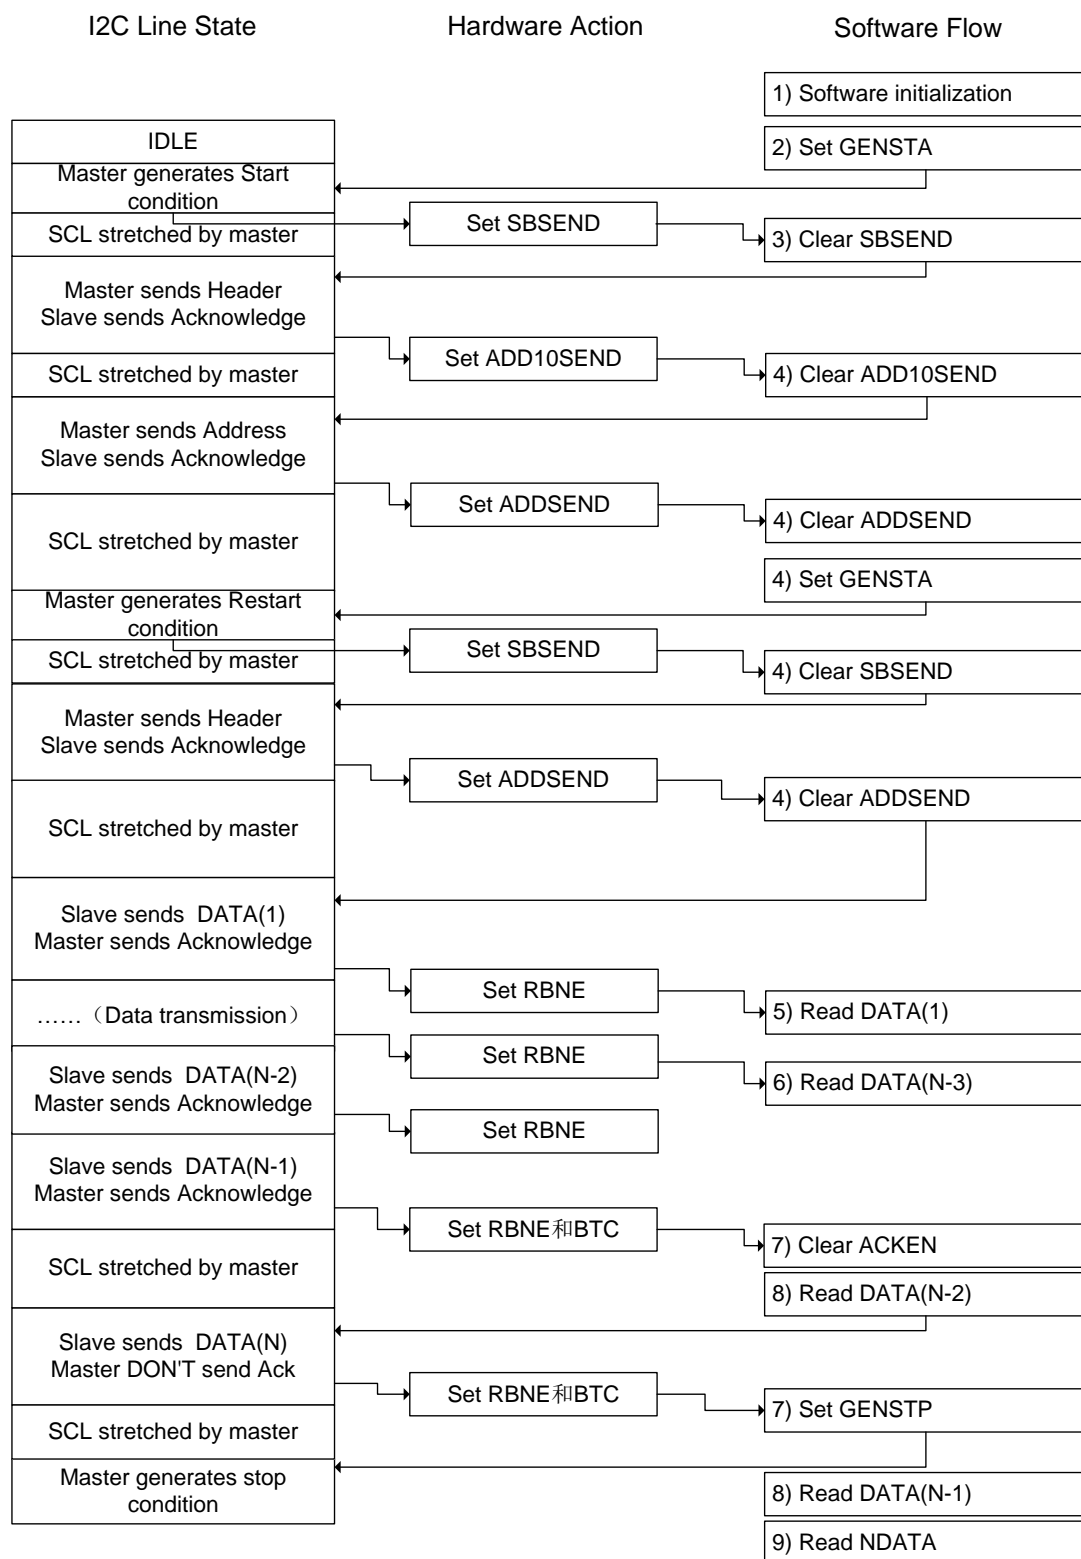 I2C Line State
Hardware Action
Software Flow
1) Software initialization
IDLE
2) Set GENSTA
Master generates Start
condition
Set SBSEND
SCL stretched by master
3) Clear SBSEND
Master sends Header
Slave sends Acknowledge
Set ADD10SEND
SCL stretched by master
4) Clear ADD10SEND
Master sends Address
Slave sends Acknowledge
Set ADDSEND
4) Clear ADDSEND
SCL stretched by master
4) Set GENSTA
Master generates Restart
condition
Set SBSEND
SCL stretched by master
4) Clear SBSEND
Master sends Header
Slave sends Acknowledge
Set ADDSEND
4) Clear ADDSEND
SCL stretched by master
Slave sends DATA(1)
Master sends Acknowledge
Set RBNE
5) Read DATA(1)
……（Data transmission）
Set RBNE
6) Read DATA(N-3)
Slave sends DATA(N-2)
Master sends Acknowledge
Set RBNE
Slave sends DATA(N-1)
Master sends Acknowledge
Set RBNE和BTC
7) Clear ACKEN
SCL stretched by master
8) Read DATA(N-2)
Slave sends DATA(N)
Master DON'T send Ack
Set RBNE和BTC
7) Set GENSTP
SCL stretched by master
Master generates stop
condition
8) Read DATA(N-1)
9) Read NDATA